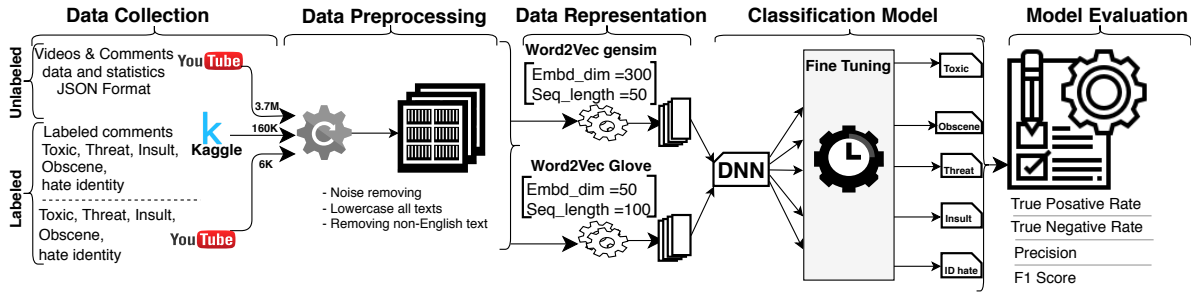 Data Collection
Data Preprocessing
Data Representation
Classification Model
Model Evaluation
Unlabeled
Videos & Comments
data and statistics
JSON Format
YouTube
3.7M
Labeled
Labeled comments
Toxic, Threat, Insult,
Obscene,
hate identity
k
Kaggle
160K
Toxic, Threat, Insult,
Obscene,
hate identity
YouTube
6K
C
- Noise removing
- Lowercase all texts
- Removing non-English text
Word2Vec gensim
Embd_dim =300
Seq_length =50
Word2Vec Glove
Embd_dim =50
Seq_length =100
DNN
Fine Tuning
Toxic
Obscene
Threat
Insult
ID hate
True Posative Rate
True Negative Rate
Precision
F1 Score